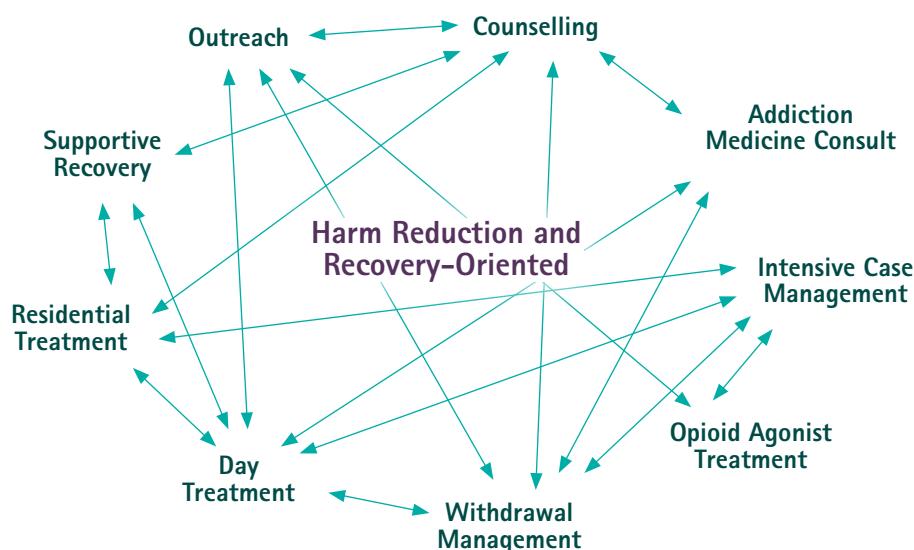 Outreach
Counselling
Addiction
Medicine Consult
Supportive
Recovery
Harm Reduction and
Recovery-Oriented
Intensive Case
Management
Residential
Treatment
Opioid Agonist
Treatment
Day
Treatment
Withdrawal
Management